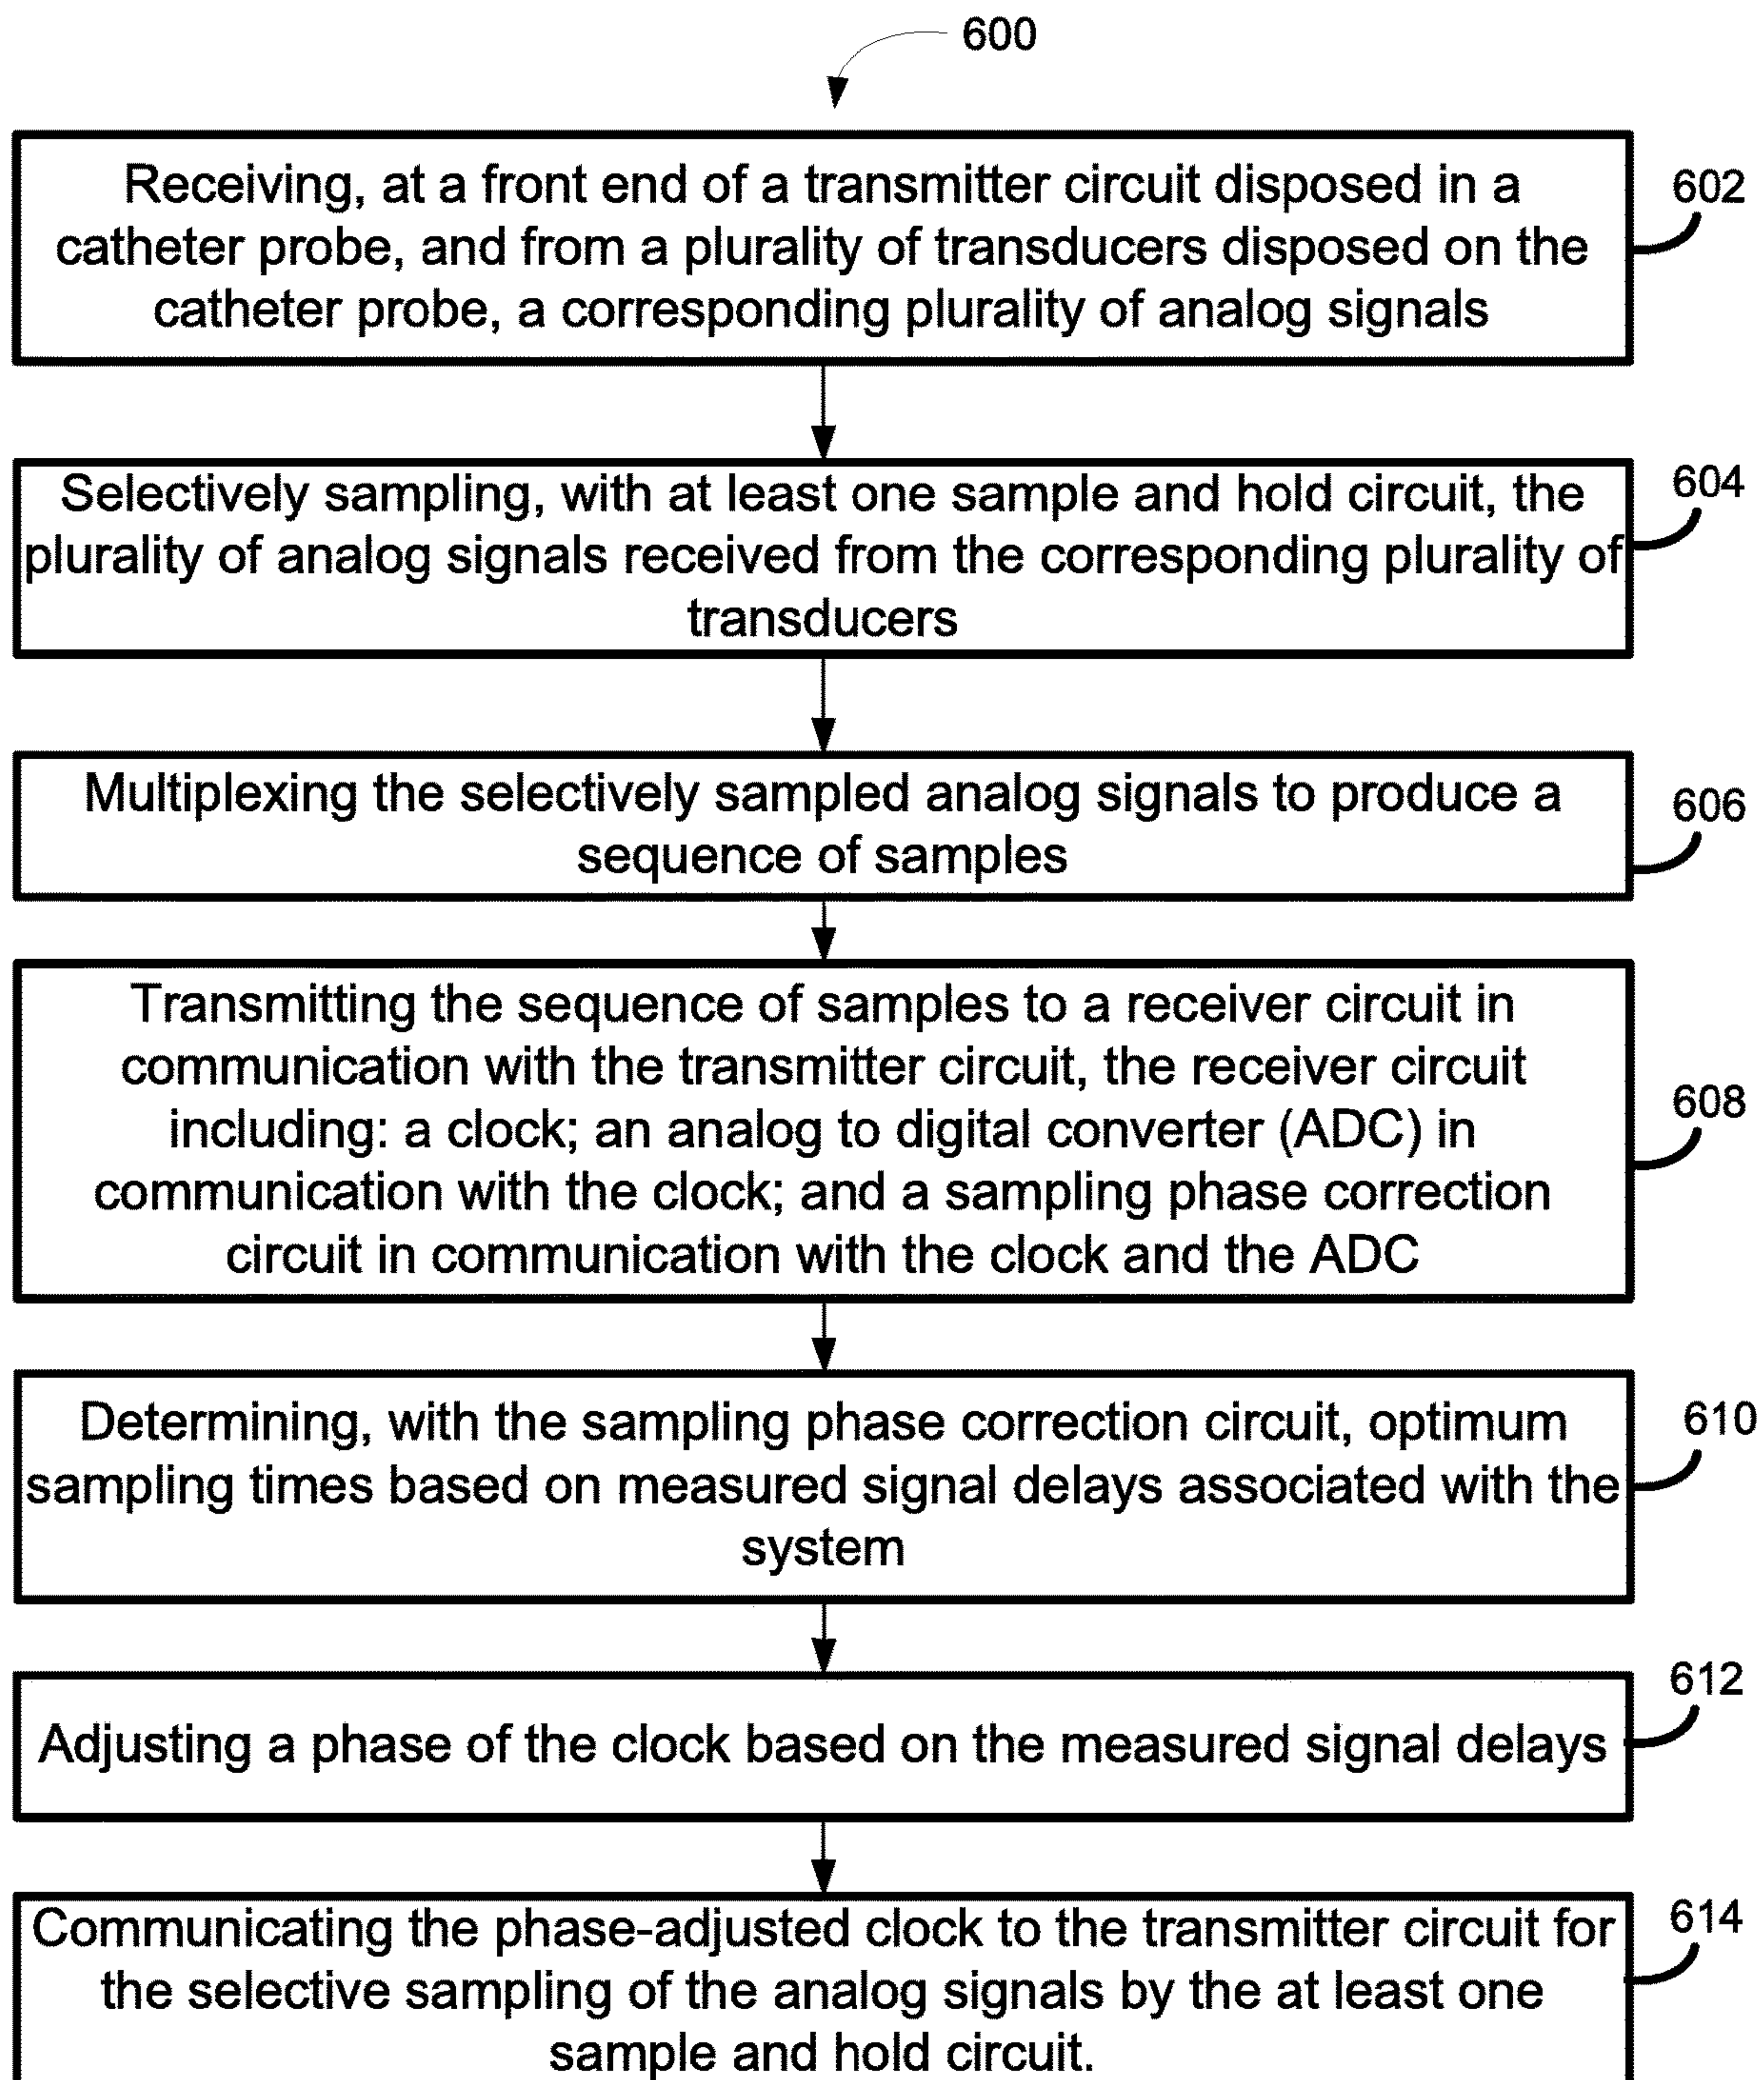 600
Receiving, at a front end of a transmitter circuit disposed in a
catheter probe, and from a plurality of transducers disposed on the
catheter probe, a corresponding plurality of analog signals
602
Selectively sampling, with at least one sample and hold circuit, the
plurality of analog signals received from the corresponding plurality of
transducers
604
Multiplexing the selectively sampled analog signals to produce a
sequence of samples
606
Transmitting the sequence of samples to a receiver circuit in
communication with the transmitter circuit, the receiver circuit
including: a clock; an analog to digital converter (ADC) in
communication with the clock; and a sampling phase correction
circuit in communication with the clock and the ADC
608
Determining, with the sampling phase correction circuit, optimum
sampling times based on measured signal delays associated with the
system
610
Adjusting a phase of the clock based on the measured signal delays
612
Communicating the phase-adjusted clock to the transmitter circuit for
the selective sampling of the analog signals by the at least one
sample and hold circuit.
614